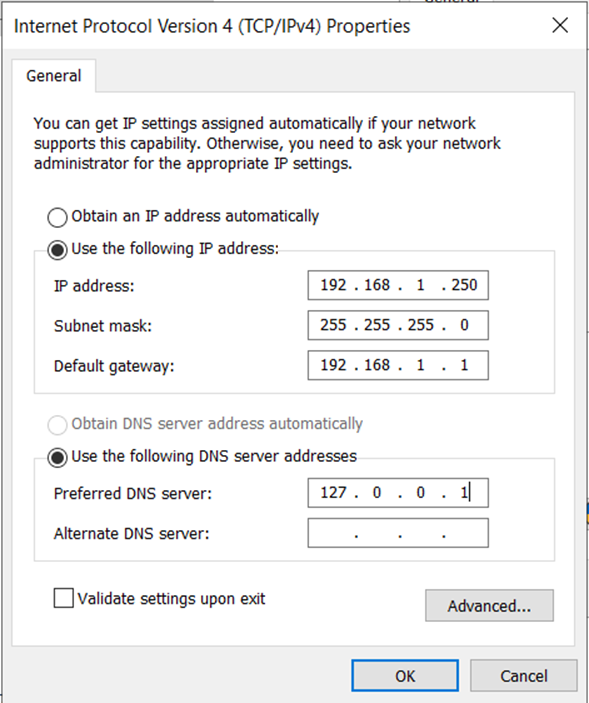 Internet Protocol Version 4 (TCP/IPv4) Properties
General
You can get IP settings assigned automatically if your network
supports this capability. Otherwise, you need to ask your network
administrator for the appropriate IP settings.
Obtain an IP address automatically
Use the following IP address:
IP address: 192 . 168 . 1 . 250
Subnet mask: 255 . 255 . 255 . 0
Default gateway: 192 . 168 . 1 . 1
Obtain DNS server address automatically
Use the following DNS server addresses
Preferred DNS server: 127 . 0 . 0 . 1
Alternate DNS server: . . .
Validate settings upon exit
Advanced...
OK Cancel